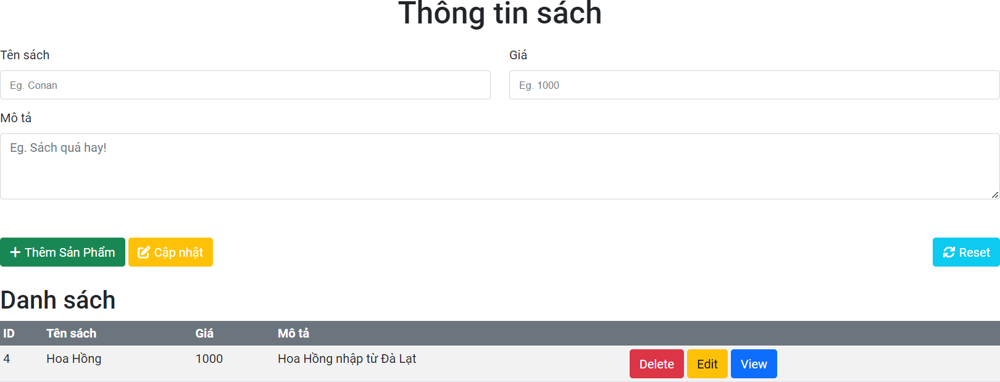 Thông tin sách
Tên sách Giá
Eg. Conan Eg. 1000
Mô tả
Eg. Sách quá hay!
Thêm Sản Phẩm Cập nhật Reset
Danh sách
ID Tên sách Giá Mô tả
4 Hoa Hồng 1000 Hoa Hồng nhập từ Đà Lạt Delete Edit View